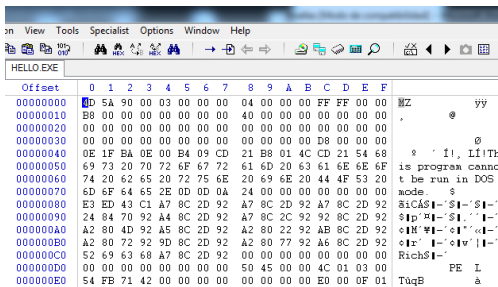 on View Tools Specialist Options Window Help
HELLO.EXE
Offset 0 1 2 3 4 5 6 7 8 9 A B C D E F
00000000 4D 5A 90 00 03 00 00 00 04 00 00 00 FF FF 00 00 MZ ÿÿ
00000010 B8 00 00 00 00 00 00 00 40 00 00 00 00 00 00 00 ¸ @
00000020 00 00 00 00 00 00 00 00 00 00 00 00 00 00 00 00
00000030 00 00 00 00 00 00 00 00 00 00 00 00 D8 00 00 00 Ø
00000040 0E 1F BA 0E 00 B4 09 CD 21 B8 01 4C CD 21 54 68 º ´ Í!¸ LÍ!Th
00000050 69 73 20 70 72 6F 67 72 61 6D 20 63 61 6E 6E 6F is program canno
00000060 74 20 62 65 20 72 75 6E 20 69 6E 20 44 4F 53 20 t be run in DOS
00000070 6D 6F 64 65 2E 0D 0D 0A 24 00 00 00 00 00 00 00 mode. $
00000080 E3 ED 43 C1 A7 8C 2D 92 A7 8C 2D 92 A7 8C 2D 92
00000090 24 84 70 92 A4 8C 2D 92 A7 8C 2C 92 92 8C 2D 92
000000A0 A2 80 4D 92 A5 8C 2D 92 A2 80 22 92 AB 8C 2D 92
000000B0 A2 80 72 92 9D 8C 2D 92 A2 80 77 92 A6 8C 2D 92
000000C0 52 69 63 68 A7 8C 2D 92 00 00 00 00 00 00 00 00 Rich§
000000D0 00 00 00 00 00 00 00 00 50 45 00 00 4C 01 03 00 PE L
000000E0 54 FB 71 42 00 00 00 00 00 00 00 00 E0 00 0F 01 TûqB à